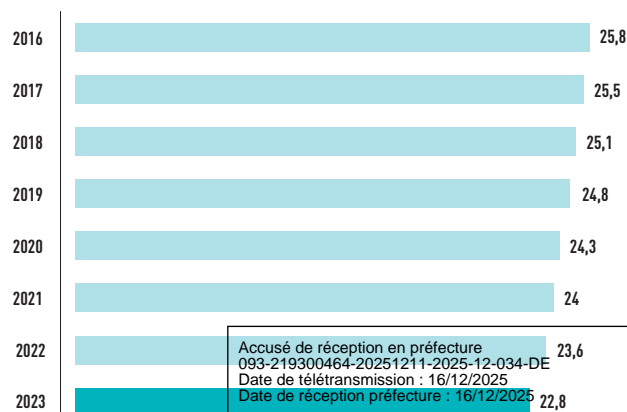 2016 25,8
2017 25,5
2018 25,1
2019 24,8
2020 24,3
2021 24
2022 23,6
Accusé de réception en préfecture
093-219300464-20251211-2025-12-034-DE
Date de télétransmission : 16/12/2025
Date de réception préfecture : 16/12/2025
2023 22,8